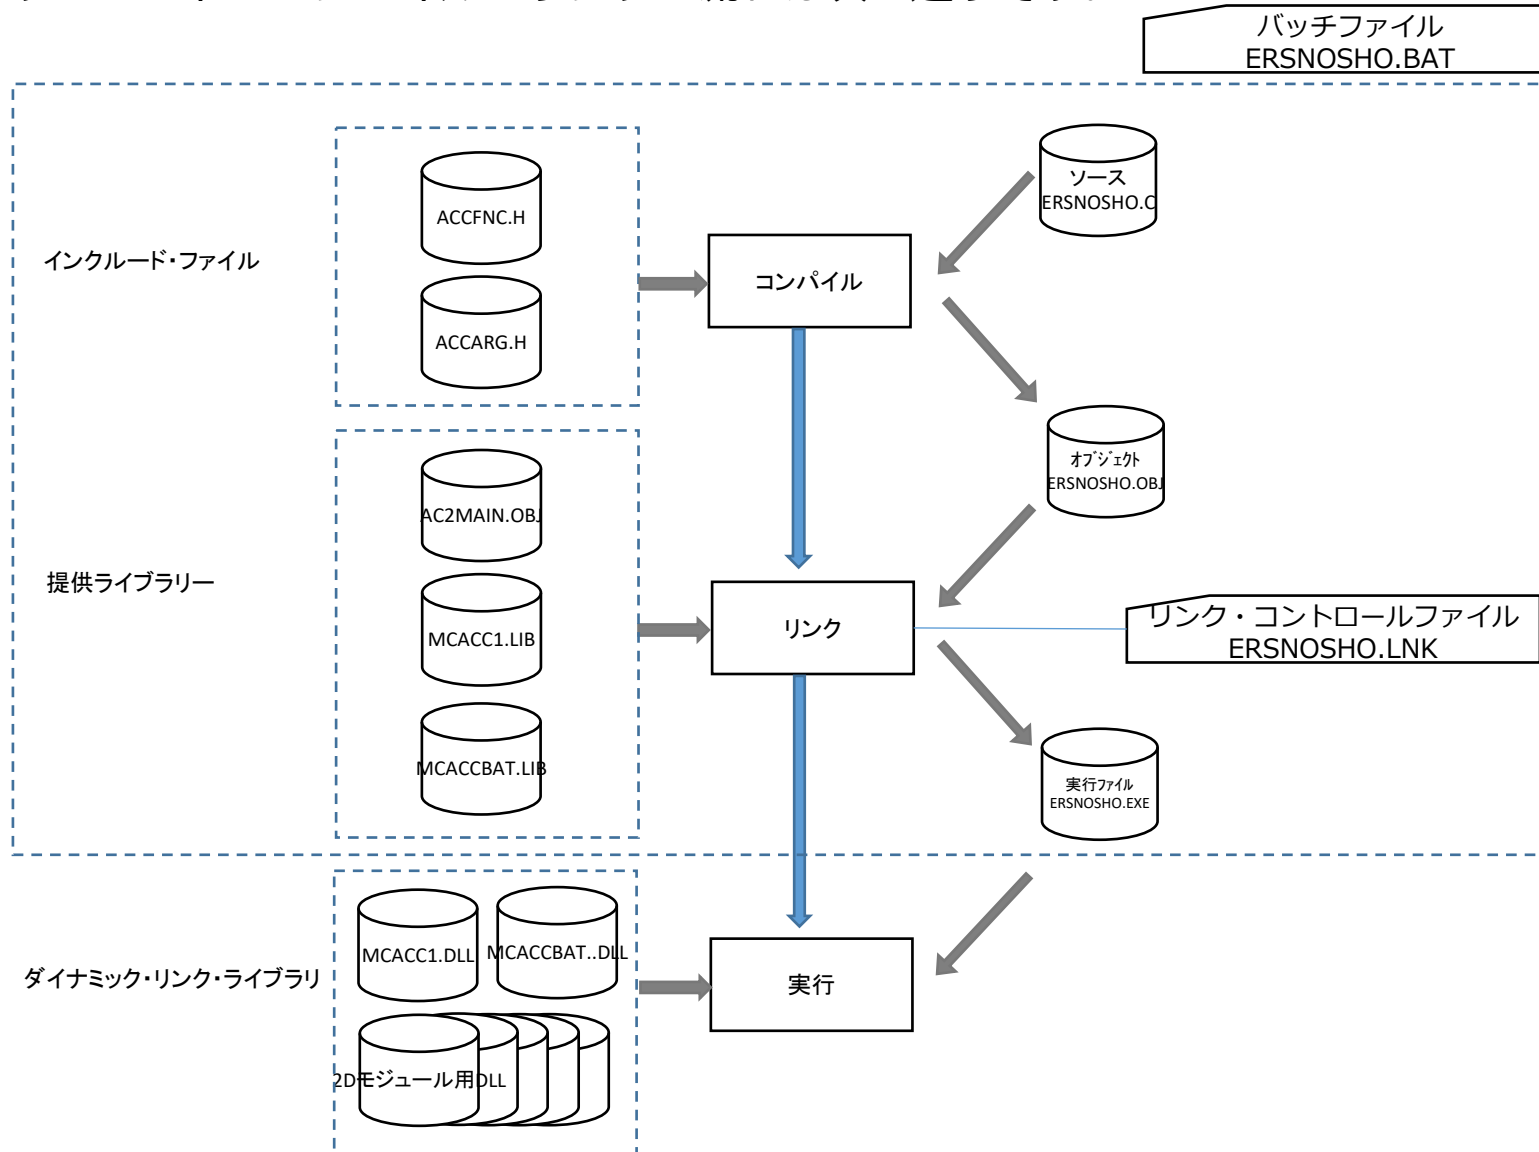 バッチファイル
ERSNOSHO.BAT
ソース
ERSNOSHO.C
ACCFNC.H
インクルード・ファイル
コンパイル
ACCARG.H
オブジェクト
ERSNOSHO.OBJ
AC2MAIN.OBJ
提供ライブラリー
MCACC1.LIB
リンク
リンク・コントロールファイル
ERSNOSHO.LNK
MCACCBAT.LIB
実行ファイル
ERSNOSHO.EXE
MCACC1.DLL
MCACCBAT..DLL
ダイナミック・リンク・ライブラリ
実行
2Dモジュール用DLL